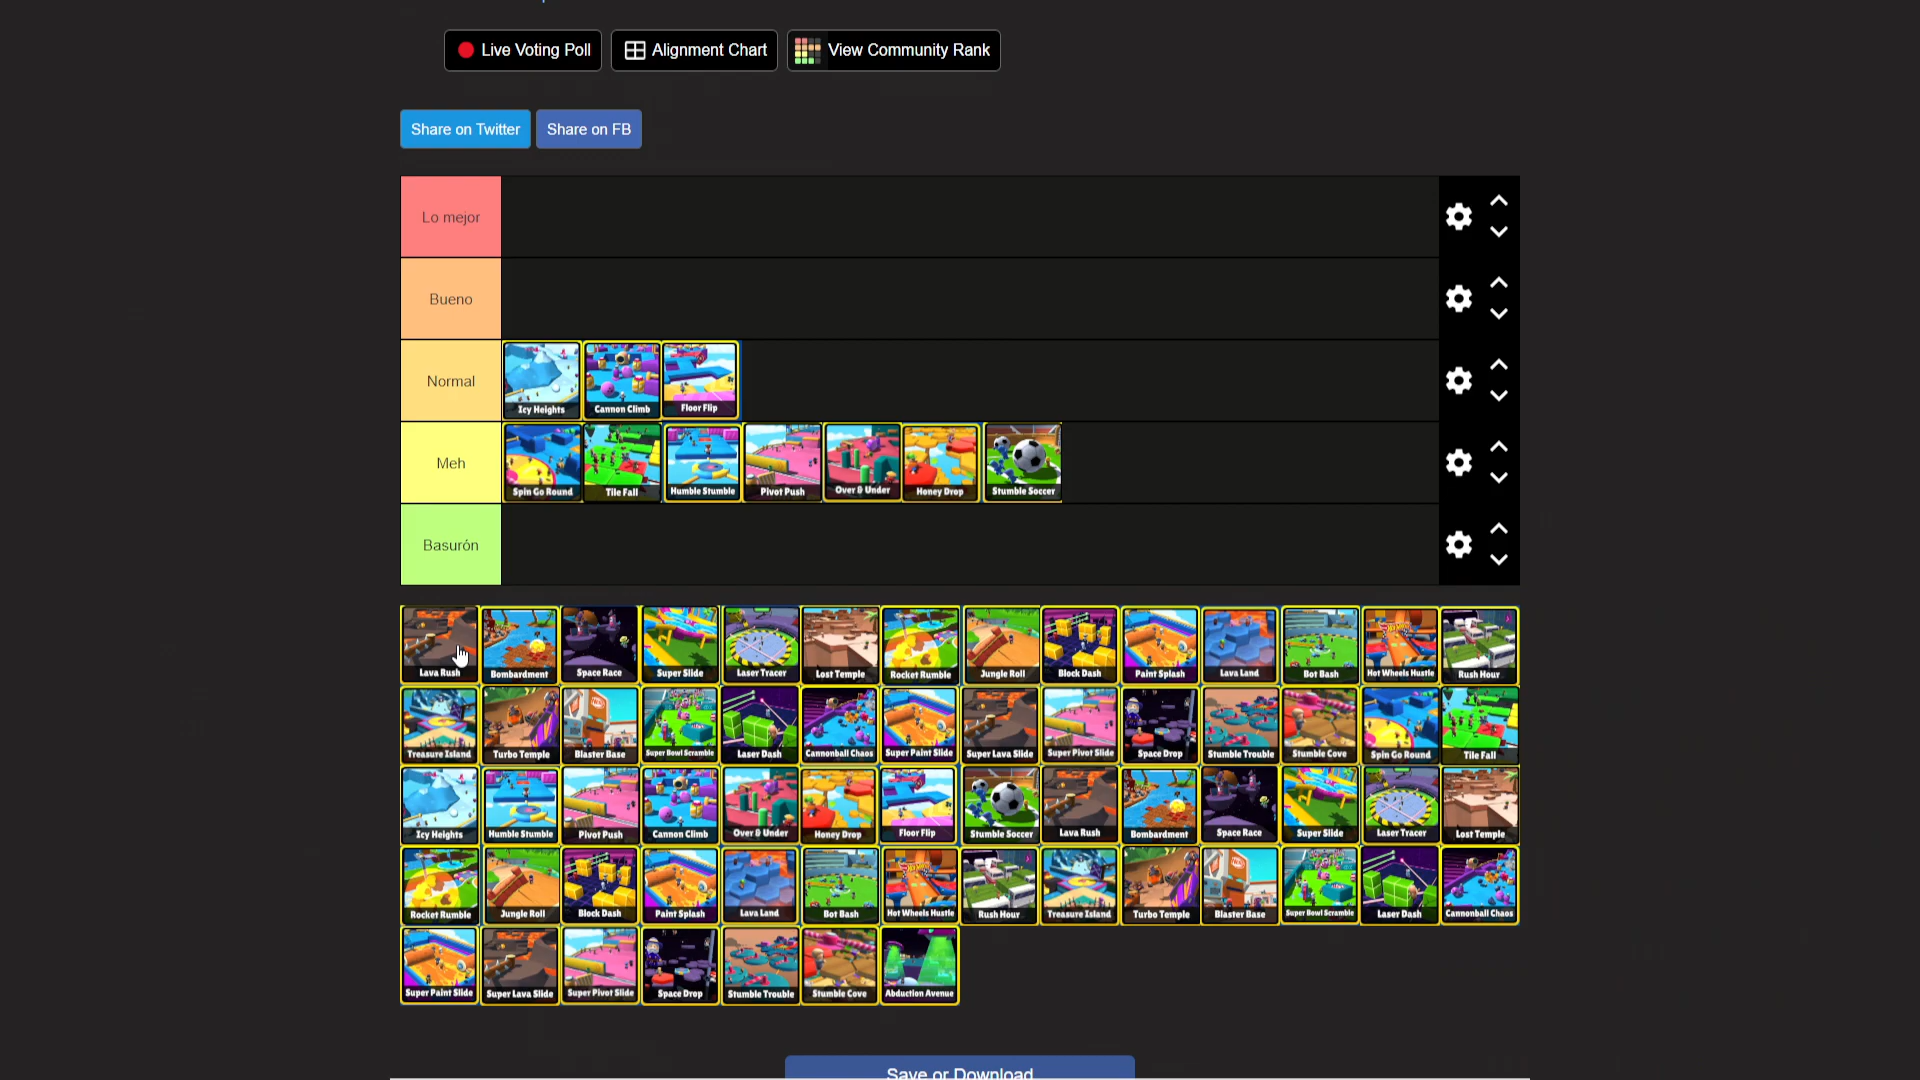 Live Voting Poll
Alignment Chart
View Community Rank
Share on Twitter
Share on FB
Lo mejor
Bueno
Normal
Icy Heights
Cannon Climb
Floor Flip
Meh
Spin Go Round
Tile Fall
Humble Stumble
Pivot Push
Over & Under
Honey Drop
Stumble Soccer
Basurón
Lava Rush
Bombardment
Space Race
Super Slide
Laser Tracer
Lost Temple
Rocket Rumble
Jungle Roll
Block Dash
Paint Splash
Lava Land
Bot Bash
Hot Wheels Hustle
Rush Hour
Treasure Island
Turbo Temple
Blaster Base
Super Bowl Scramble
Laser Dash
Cannonball Chaos
Super Paint Slide
Super Lava Slide
Super Pivot Slide
Space Drop
Stumble Trouble
Stumble Cove
Spin Go Round
Tile Fall
Icy Heights
Humble Stumble
Pivot Push
Cannon Climb
Over & Under
Honey Drop
Floor Flip
Stumble Soccer
Lava Rush
Bombardment
Space Race
Super Slide
Laser Tracer
Lost Temple
Rocket Rumble
Jungle Roll
Block Dash
Paint Splash
Lava Land
Bot Bash
Hot Wheels Hustle
Rush Hour
Treasure Island
Turbo Temple
Blaster Base
Super Bowl Scramble
Laser Dash
Cannonball Chaos
Super Paint Slide
Super Lava Slide
Super Pivot Slide
Space Drop
Stumble Trouble
Stumble Cove
Abduction Avenue
Save or Download